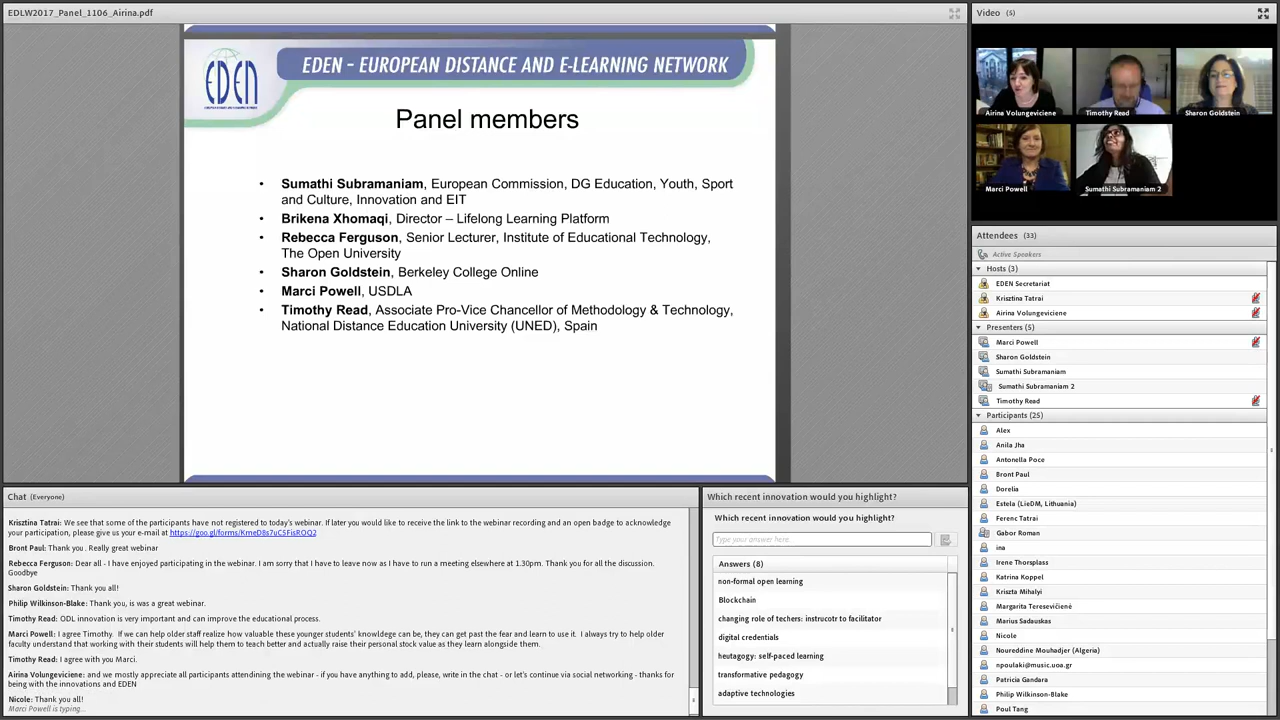 EDLW2017_Panel_1106_Airina.pdf
EDEN
EDEN - EUROPEAN DISTANCE AND E-LEARNING NETWORK
Panel members
• Sumathi Subramaniam, European Commission, DG Education, Youth, Sport
and Culture, Innovation and EIT
• Brikena Xhomaqi, Director – Lifelong Learning Platform
• Rebecca Ferguson, Senior Lecturer, Institute of Educational Technology,
The Open University
• Sharon Goldstein, Berkeley College Online
• Marci Powell, USDLA
• Timothy Read, Associate Pro-Vice Chancellor of Methodology & Technology,
National Distance Education University (UNED), Spain
Chat (Everyone)
Krisztina Tatrai: We see that some of the participants have not registered to today's webinar. If later you would like to receive the link to the webinar recording and an open badge to acknowledge
your participation, please give us your e-mail at https://goo.gl/forms/KmeD8s7uC5FisROQ2
Bront Paul: Thank you . Really great webinar
Rebecca Ferguson: Dear all - I have enjoyed participating in the webinar. I am sorry that I have to leave now as I have to run a meeting elsewhere at 1.30pm. Thank you for all the discussion.
Goodbye
Sharon Goldstein: Thank you all!
Philip Wilkinson-Blake: Thank you, is was a great webinar.
Timothy Read: ODL innovation is very important and can improve the educational process.
Marci Powell: I agree Timothy. If we can help older staff realize how valuable these younger students' knowledege can be, they can get past the fear and learn to use it. I always try to help older
faculty understand that working with their students will help them to teach better and actually raise their personal stock value as they learn alongside them.
Timothy Read: I agree with you Marci.
Airina Volungeviciene: and we mostly appreciate all participants attendining the webinar - if you have anything to add, please, write in the chat - or let's continue via social networking - thanks for
being with the innovations and EDEN
Nicole: Thank you all!
Marci Powell is typing...
Which recent innovation would you highlight?
Which recent innovation would you highlight?
Type your answer here.
Answers (8)
non-formal open learning
Blockchain
changing role of techers: instrucotr to facilitator
digital credentials
heutagogy: self-paced learning
transformative pedagogy
adaptive technologies
Video (5)
Airina Volungeviciene
Timothy Read
Sharon Goldstein
Marci Powell
Sumathi Subramaniam 2
Attendees (33)
Active Speakers
Hosts (3)
EDEN Secretariat
Krisztina Tatrai
Airina Volungeviciene
Presenters (5)
Marci Powell
Sharon Goldstein
Sumathi Subramaniam
Sumathi Subramaniam 2
Timothy Read
Participants (25)
Alex
Anila Jha
Antonella Poce
Bront Paul
Dorelia
Estela (LieDM, Lithuania)
Ferenc Tatrai
Gabor Roman
ina
Irene Thorsplass
Katrina Koppel
Kriszta Mihalyi
Margarita Teresevičienė
Marius Sadauskas
Nicole
Noureddine Mouhadjer (Algeria)
npoulaki@music.uoa.gr
Patricia Gandara
Philip Wilkinson-Blake
Poul Tang